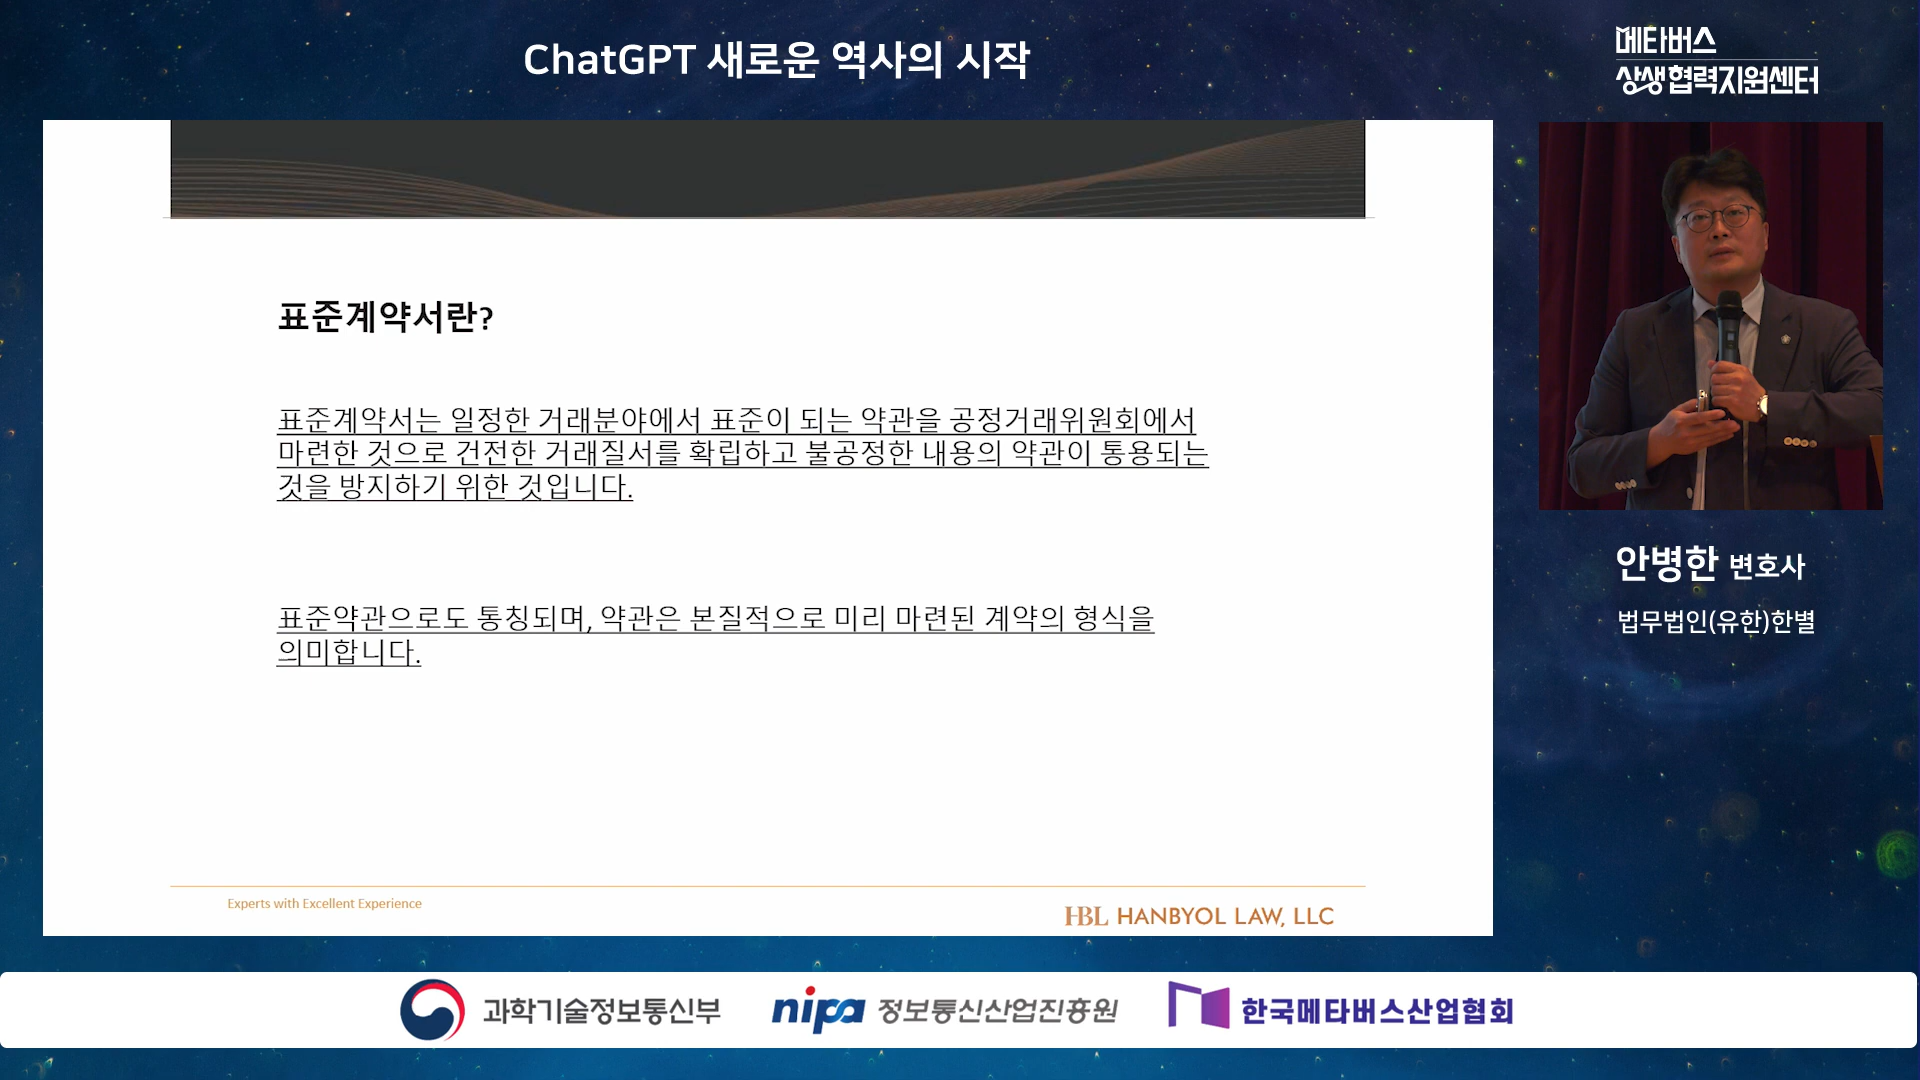 ChatGPT 새로운 역사의 시작
메타버스
상생협력지원센터
표준계약서란?
표준계약서는 일정한 거래분야에서 표준이 되는 약관을 공정거래위원회에서
마련한 것으로 건전한 거래질서를 확립하고 불공정한 내용의 약관이 통용되는
것을 방지하기 위한 것입니다.
표준약관으로도 통칭되며, 약관은 본질적으로 미리 마련된 계약의 형식을
의미합니다.
Experts with Excellent Experience
HBL HANBYOL LAW, LLC
안병한 변호사
법무법인(유한)한별
과학기술정보통신부
nipa 정보통신산업진흥원
한국메타버스산업협회